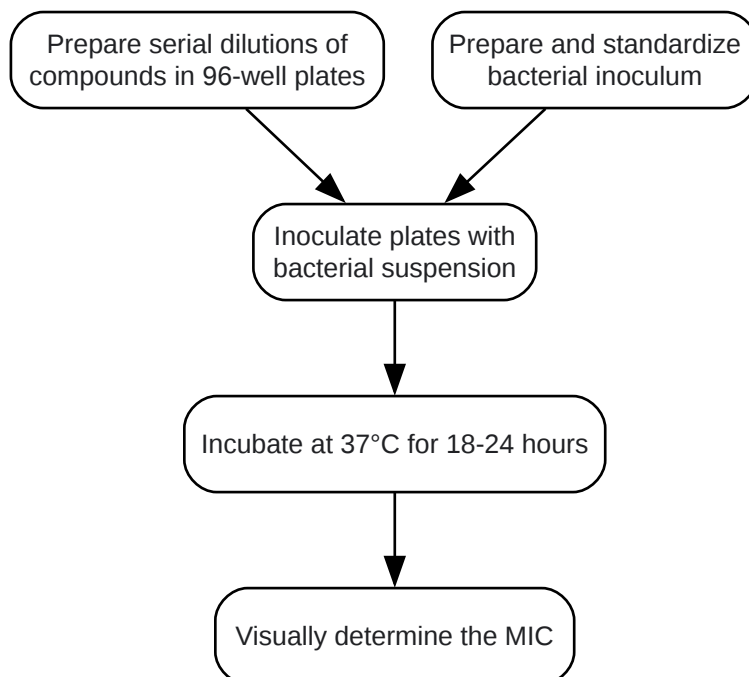 Prepare serial dilutions of
compounds in 96-well plates
Prepare and standardize
bacterial inoculum
Inoculate plates with
bacterial suspension
Incubate at 37°C for 18-24 hours
Visually determine the MIC